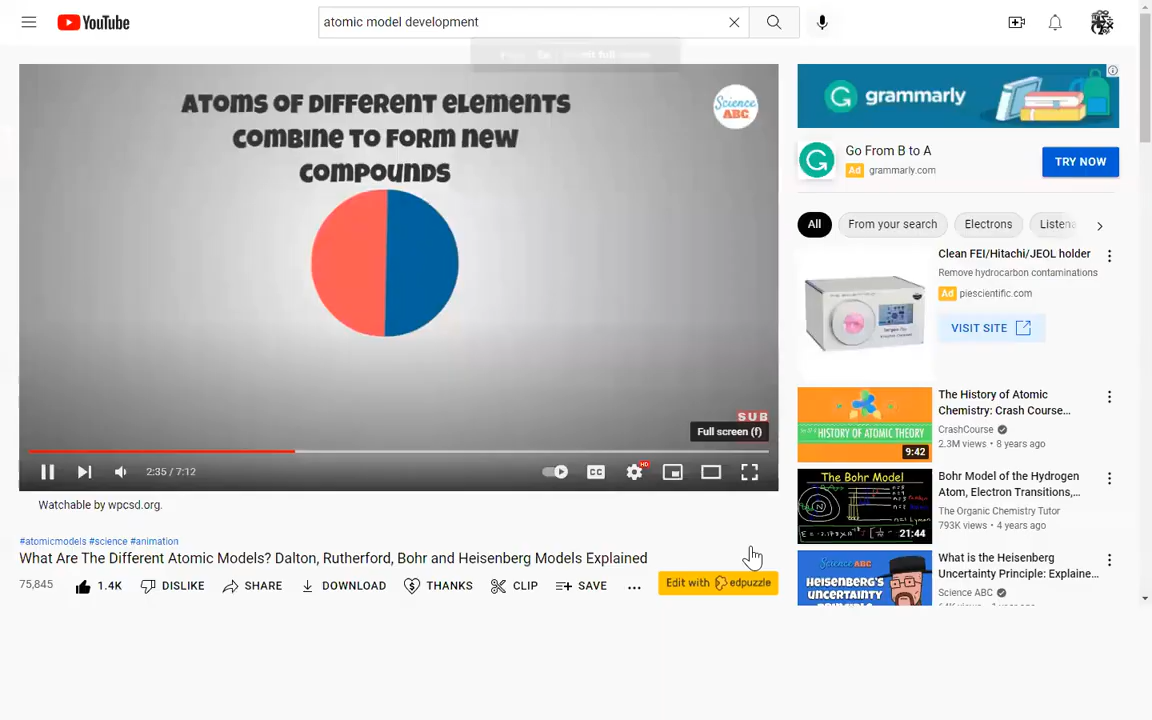 YouTube
atomic model development
ATOMS OF DIFFERENT ELEMENTS
COMBINE TO FORM NEW
COMPOUNDS
Science
ABC
SUB
Full screen (f)
2:35 / 7:12
CC
HD
Watchable by wpcsd.org.
#atomicmodels #science #animation
What Are The Different Atomic Models? Dalton, Rutherford, Bohr and Heisenberg Models Explained
75,845
1.4K
DISLIKE
SHARE
DOWNLOAD
THANKS
CLIP
SAVE
...
Edit with edpuzzle
grammarly
Go From B to A
Ad grammarly.com
TRY NOW
All
From your search
Electrons
Listena
Clean FEI/Hitachi/JEOL holder
Remove hydrocarbon contaminations
Ad piescientific.com
VISIT SITE
HISTORY OF ATOMIC THEORY
9:42
The History of Atomic
Chemistry: Crash Course...
CrashCourse
2.3M views • 8 years ago
The Bohr Model
21:44
Bohr Model of the Hydrogen
Atom, Electron Transitions,...
The Organic Chemistry Tutor
793K views • 4 years ago
Science ABC
HEISENBERG'S
UNCERTAINTY
What is the Heisenberg
Uncertainty Principle: Explaine...
Science ABC